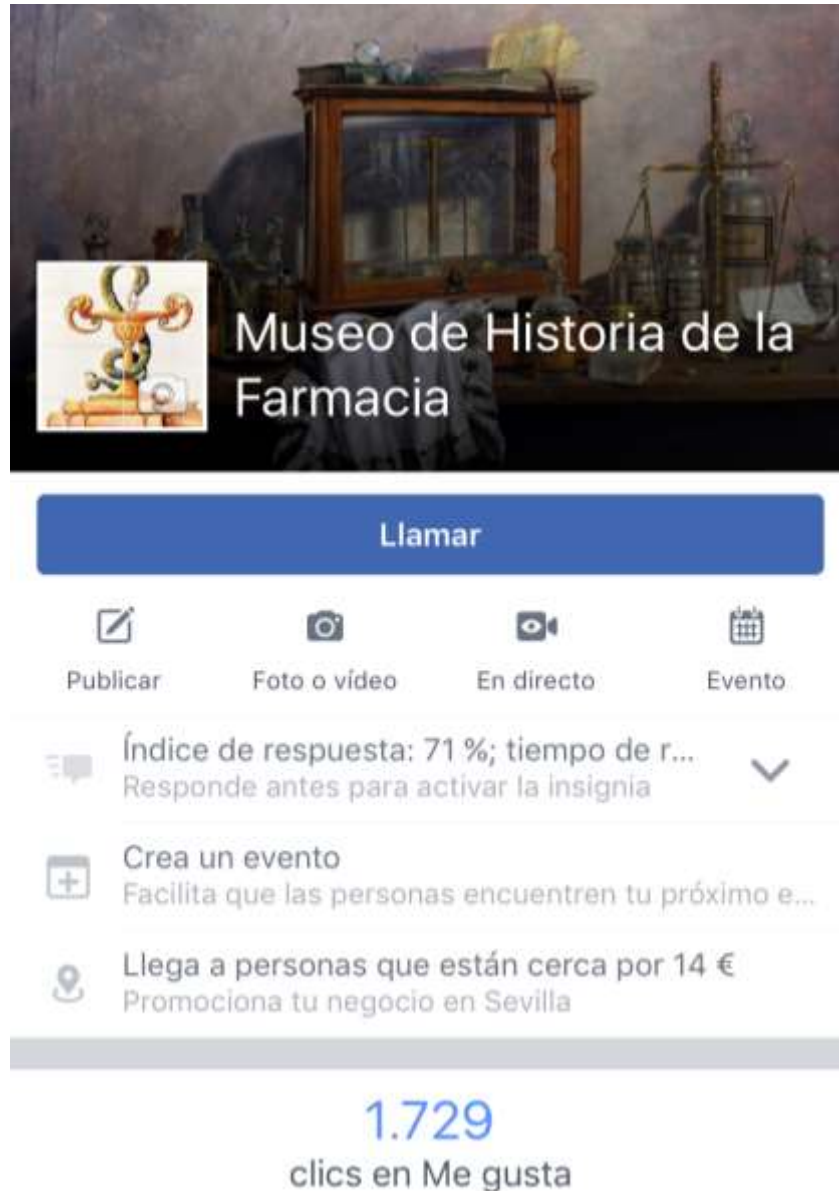 Museo de Historia de la
Farmacia
Llamar
Publicar
Foto o vídeo
En directo
Evento
Índice de respuesta: 71 %; tiempo de r...
Responde antes para activar la insignia
Crea un evento
Facilita que las personas encuentren tu próximo e...
Llega a personas que están cerca por 14 €
Promociona tu negocio en Sevilla
1.729
clics en Me gusta